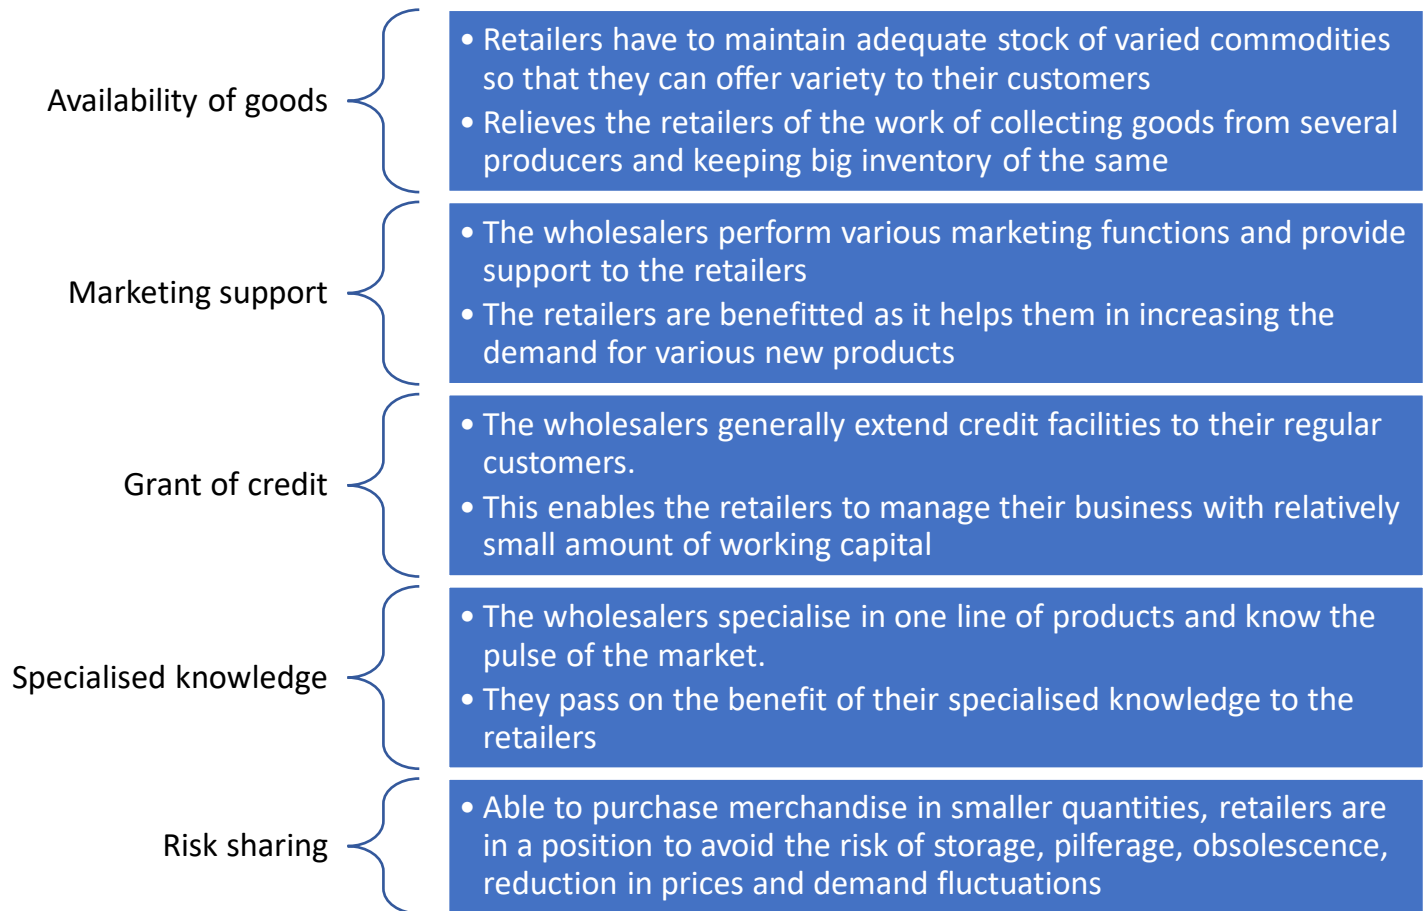 Availability of goods
• Retailers have to maintain adequate stock of varied commodities
so that they can offer variety to their customers
• Relieves the retailers of the work of collecting goods from several
producers and keeping big inventory of the same
Marketing support
• The wholesalers perform various marketing functions and provide
support to the retailers
• The retailers are benefitted as it helps them in increasing the
demand for various new products
Grant of credit
• The wholesalers generally extend credit facilities to their regular
customers.
• This enables the retailers to manage their business with relatively
small amount of working capital
Specialised knowledge
• The wholesalers specialise in one line of products and know the
pulse of the market.
• They pass on the benefit of their specialised knowledge to the
retailers
Risk sharing
• Able to purchase merchandise in smaller quantities, retailers are
in a position to avoid the risk of storage, pilferage, obsolescence,
reduction in prices and demand fluctuations